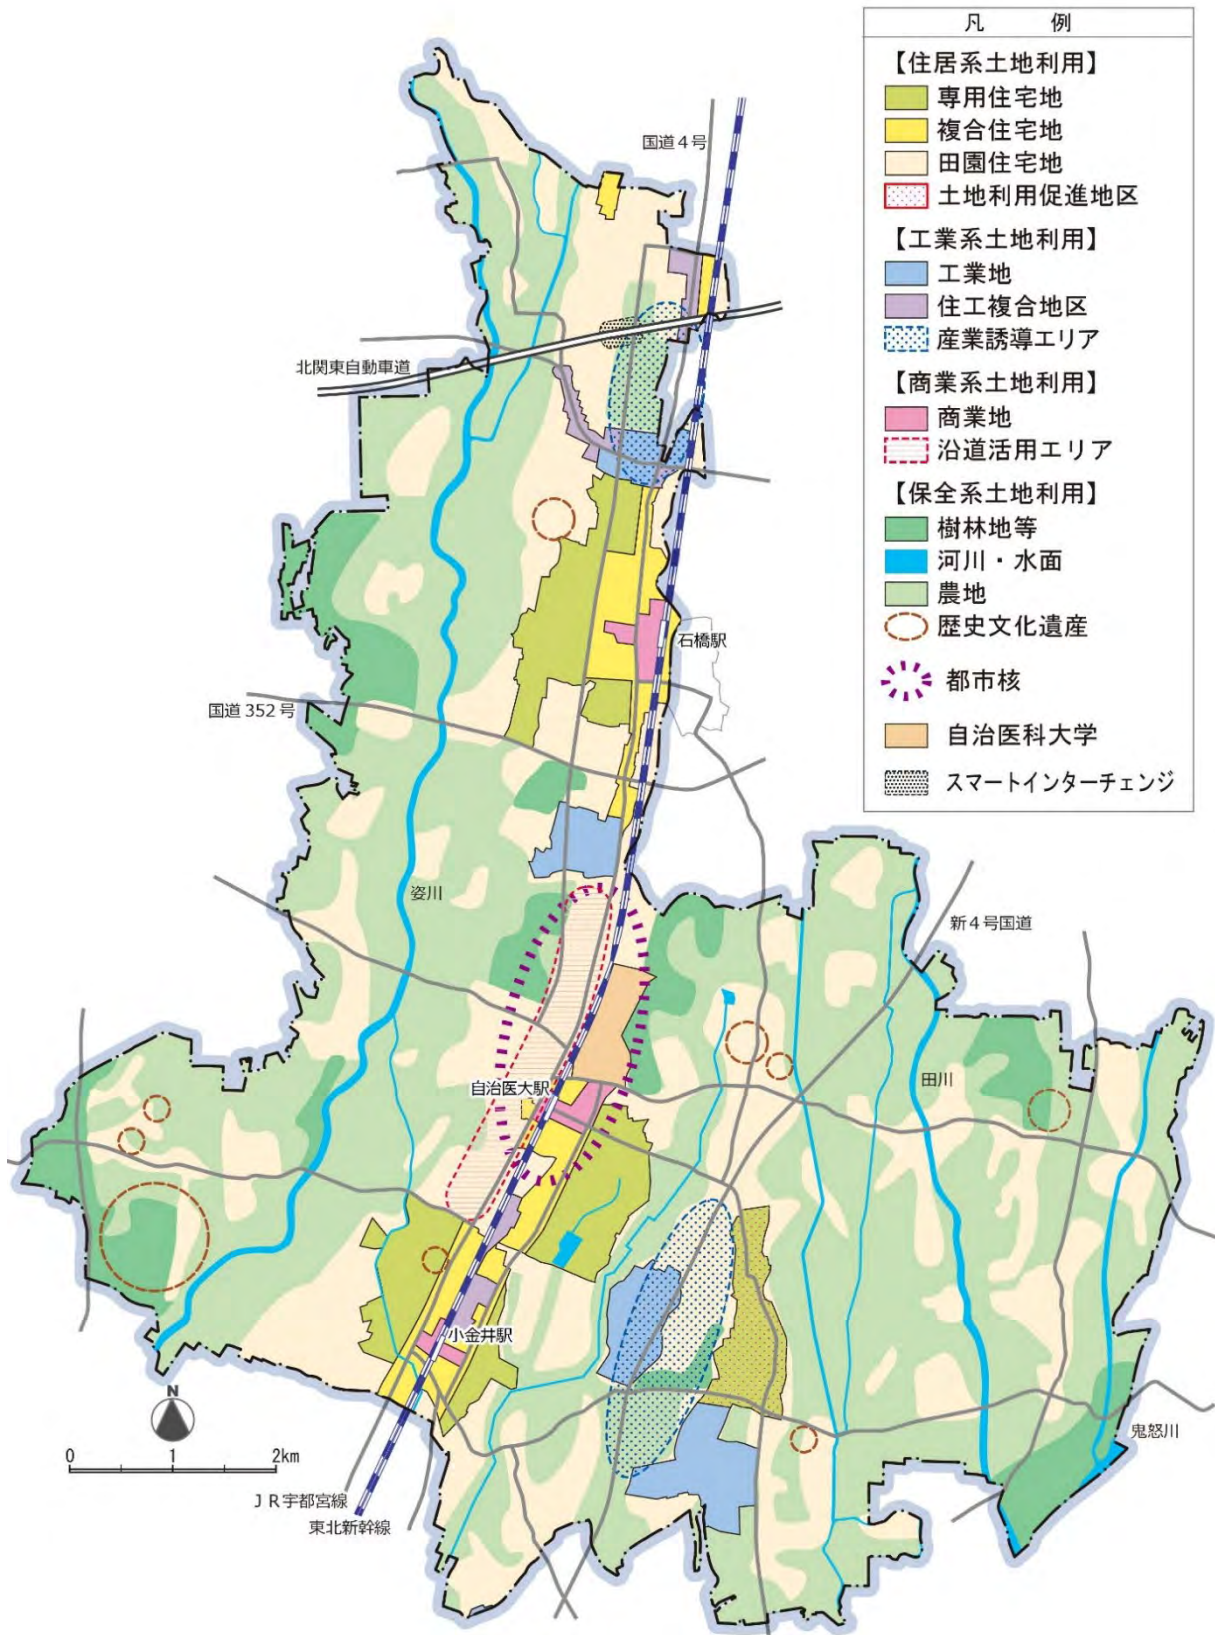 凡 例
【住居系土地利用】
専用住宅地
複合住宅地
田園住宅地
土地利用促進地区
【工業系土地利用】
工業地
住工複合地区
産業誘導エリア
【商業系土地利用】
商業地
沿道活用エリア
【保全系土地利用】
樹林地等
河川・水面
農地
歴史文化遺産
都市核
自治医科大学
スマートインターチェンジ
国道4号
北関東自動車道
石橋駅
国道352号
姿川
新4号国道
田川
自治医大駅
小金井駅
鬼怒川
N
0 1 2km
JR宇都宮線
東北新幹線